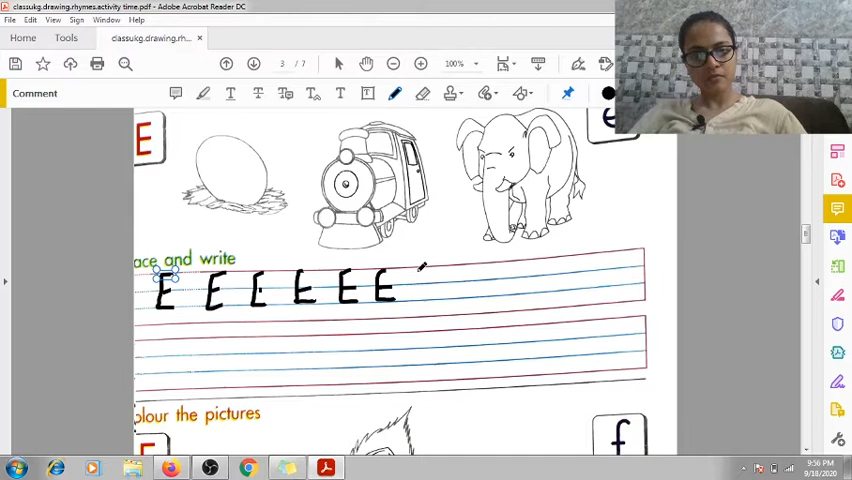 classukg.drawing.rhymes.activity time.pdf - Adobe Acrobat Reader DC
File Edit View Sign Window Help
Home Tools classukg.drawing.rh... ×
3 / 7 100%
Comment
E e
ace and write
E E E E E E
olour the pictures
f
9:56 PM
9/18/2020